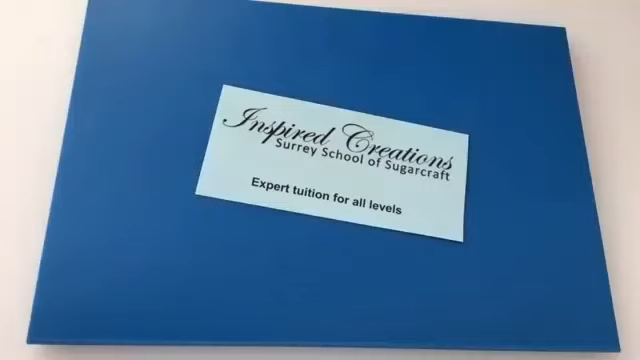 Inspired Creations
Surrey School of Sugarcraft
Expert tuition for all levels